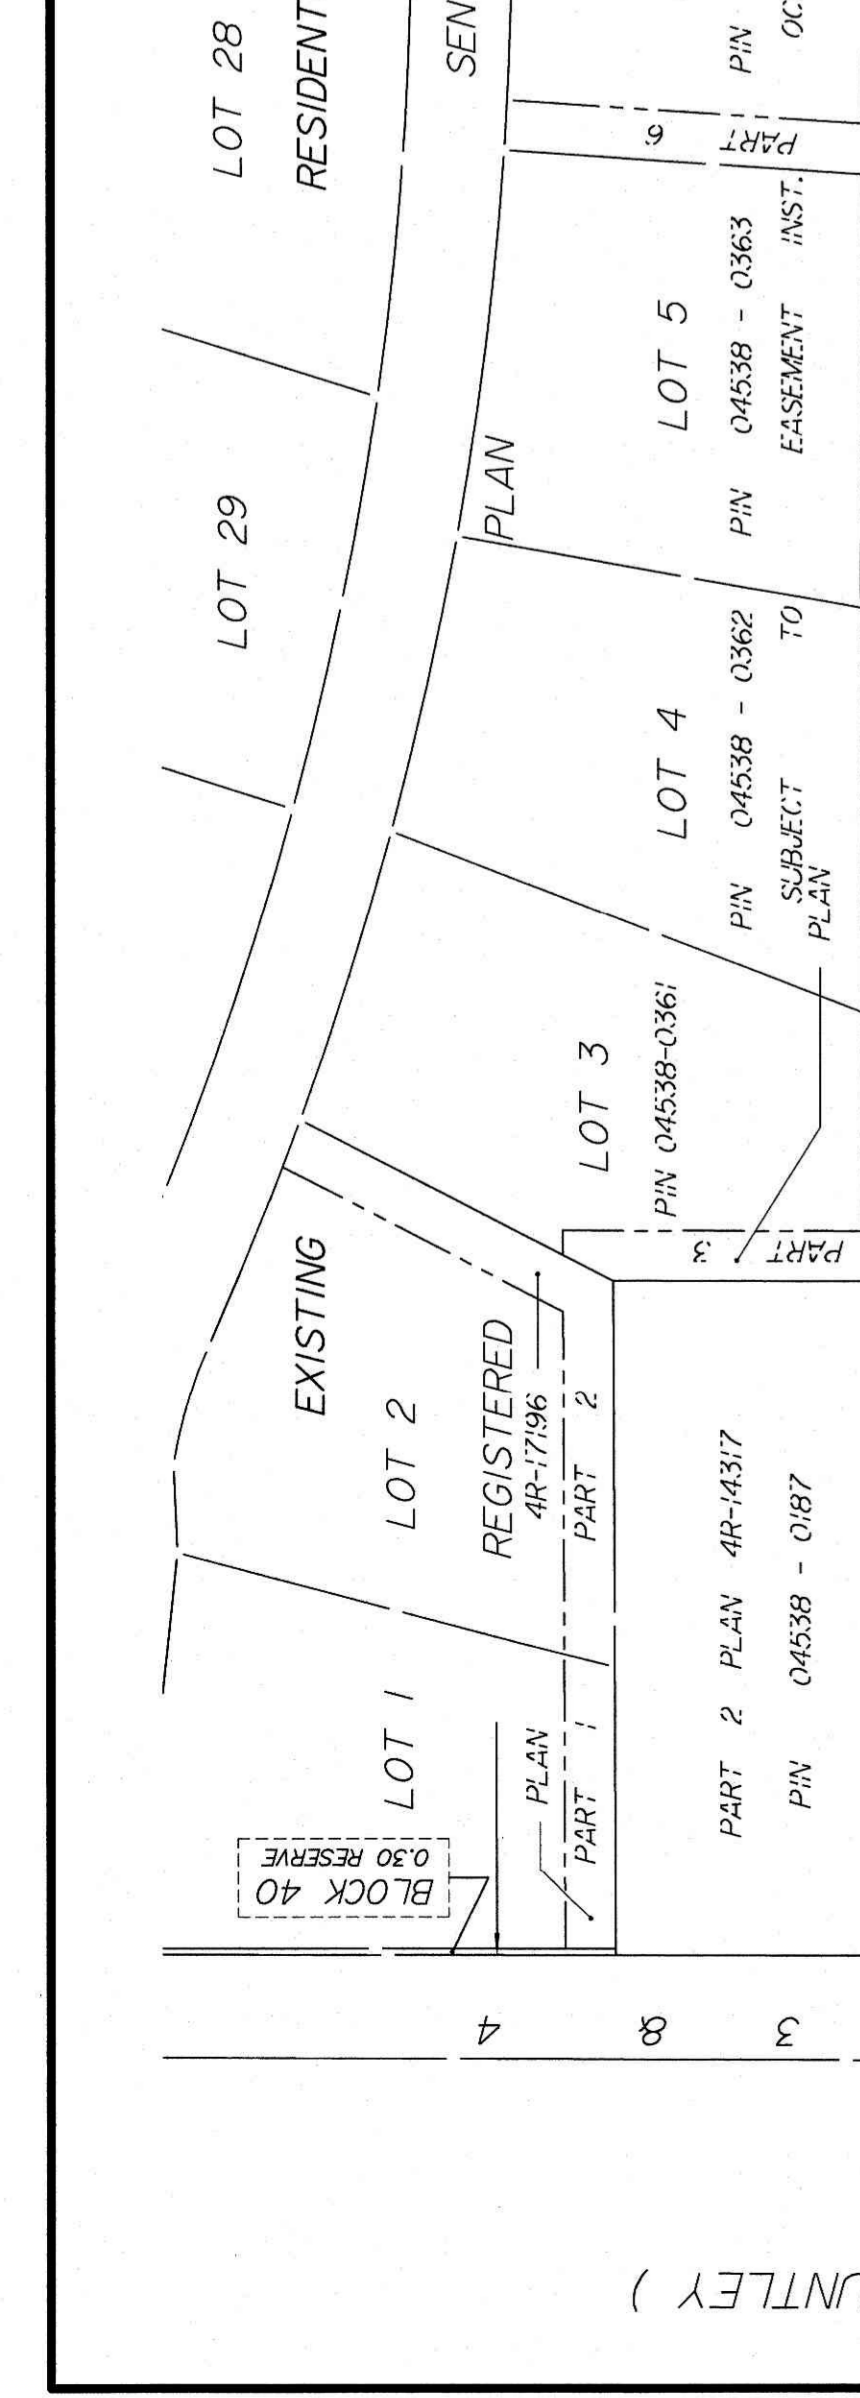 LOT 28
RESIDENT
SEN
PIN
OC
PART 6
LOT 29
PLAN
LOT 5
PIN 04538 - 0363
EASEMENT INST.
LOT 4
PIN 04538 - 0362
SUBJECT TO
PLAN
LOT 3
PIN 04538-0361
PART 3
EXISTING
LOT 2
REGISTERED
4R-17196
PART 2
LOT 1
PLAN
PART 1
PART 2 PLAN 4R-14317
PIN 04538 - 0187
BLOCK 40
0.30 RESERVE
3 & 4
UNTLEY )